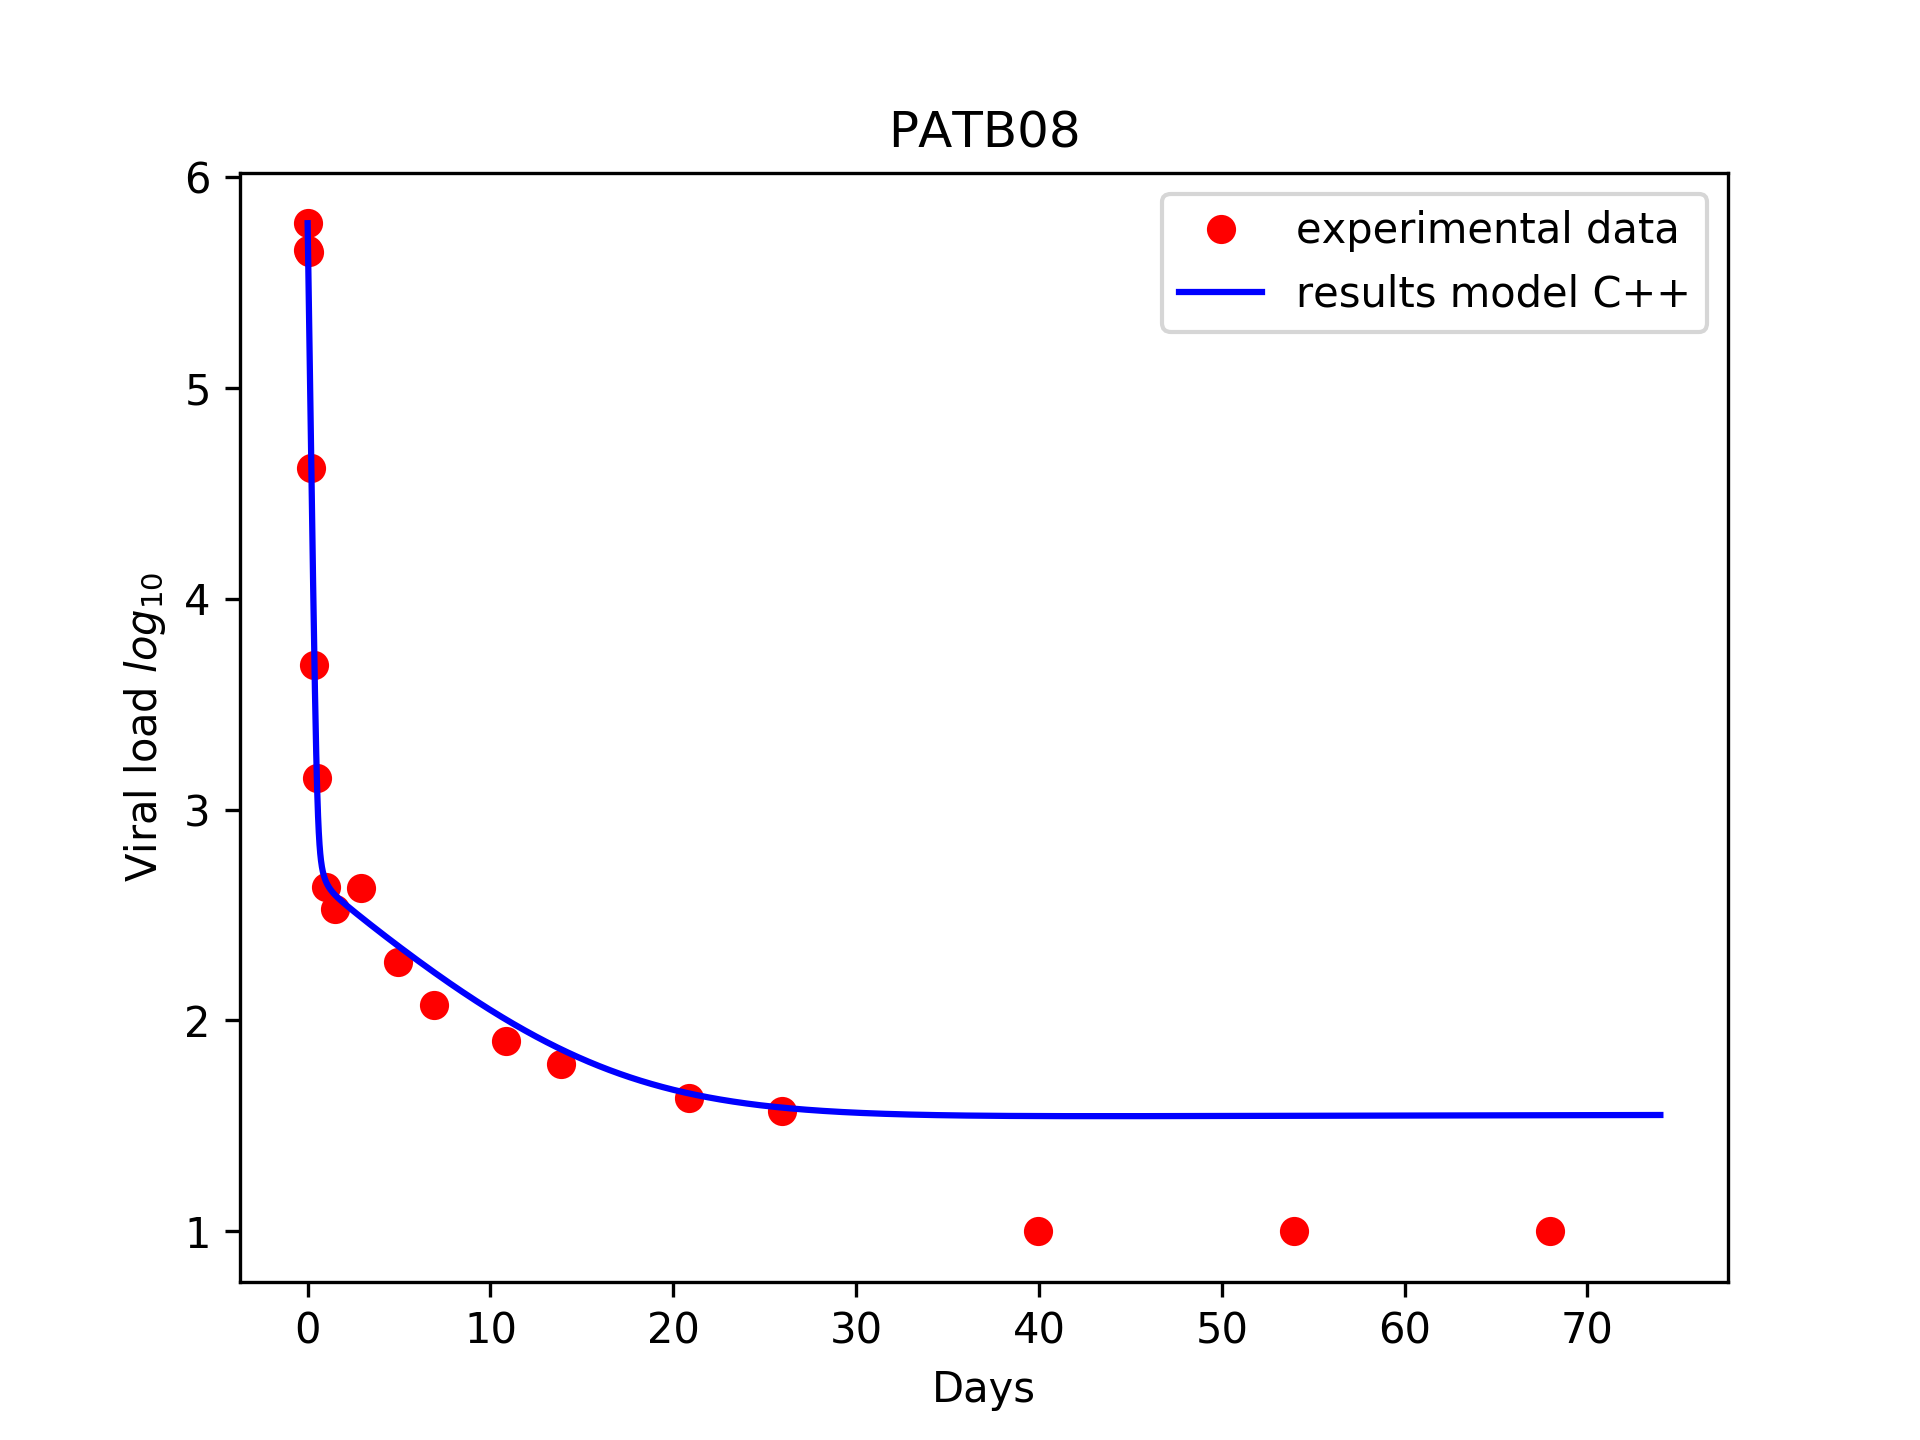 PATB08
experimental data
results model C++
Viral load log₁₀
6
5
4
3
2
1
0 10 20 30 40 50 60 70
Days